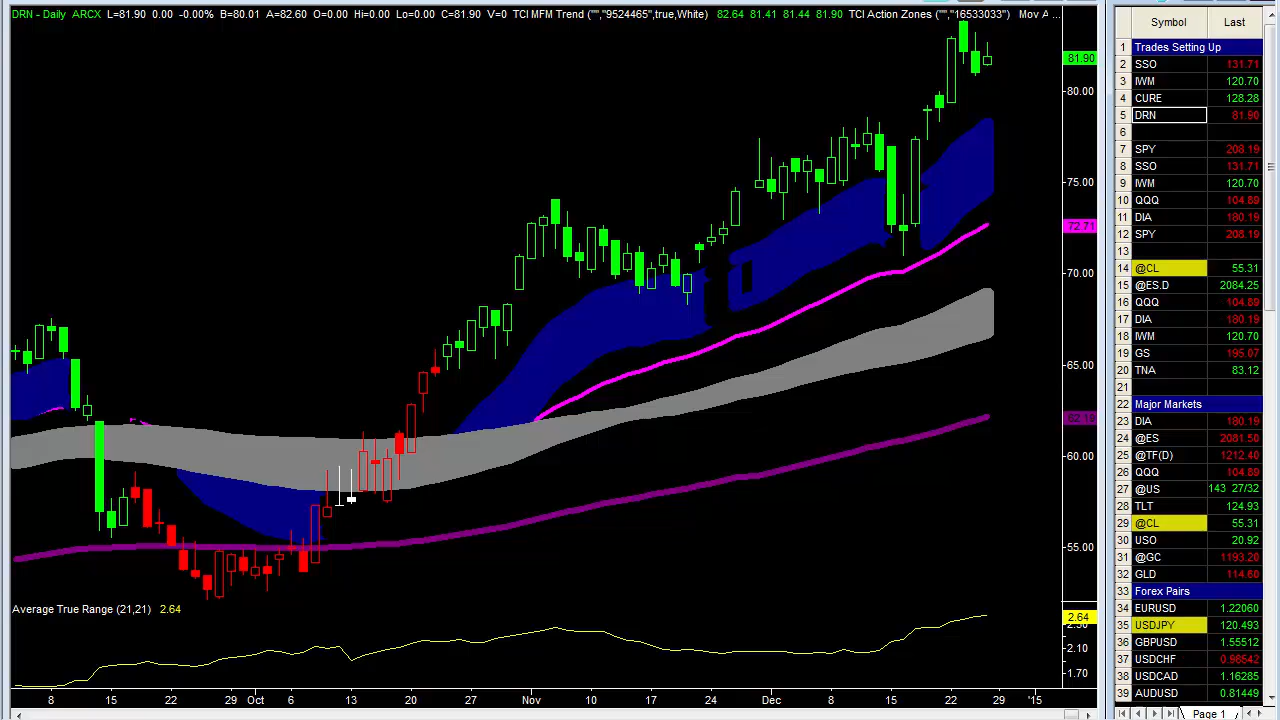 DRN - Daily ARCX L=81.90 0.00 -0.00% B=80.01 A=82.60 O=0.00 Hi=0.00 Lo=0.00 C=81.90 V=0 TCI MFM Trend ("","9524465",true,White) 82.64 81.41 81.44 81.90 TCI Action Zones ("","16533033") Mov A ...
81.90
80.00
75.00
72.71
70.00
65.00
62.19
60.00
55.00
Average True Range (21,21) 2.64
2.64
2.50
2.10
1.70
8 15 22 29 Oct 6 13 20 27 Nov 10 17 24 Dec 8 15 22 29 '15
Symbol Last
1 Trades Setting Up
2 SSO 131.71
3 IWM 120.70
4 CURE 128.28
5 DRN 81.90
6
7 SPY 208.19
8 SSO 131.71
9 IWM 120.70
10 QQQ 104.89
11 DIA 180.19
12 SPY 208.19
13
14 @CL 55.31
15 @ES.D 2084.25
16 QQQ 104.89
17 DIA 180.19
18 IWM 120.70
19 GS 195.07
20 TNA 83.12
21
22 Major Markets
23 DIA 180.19
24 @ES 2081.50
25 @TF(D) 1212.40
26 QQQ 104.89
27 @US 143 27/32
28 TLT 124.93
29 @CL 55.31
30 USO 20.92
31 @GC 1193.20
32 GLD 114.60
33 Forex Pairs
34 EURUSD 1.22060
35 USDJPY 120.493
36 GBPUSD 1.55512
37 USDCHF 0.98542
38 USDCAD 1.16285
39 AUDUSD 0.81449
Page 1